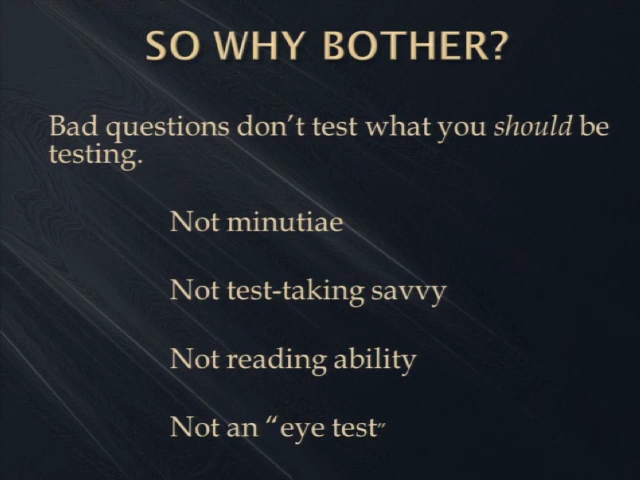 SO WHY BOTHER?
Bad questions don’t test what you should be
testing.
Not minutiae
Not test-taking savvy
Not reading ability
Not an “eye test”